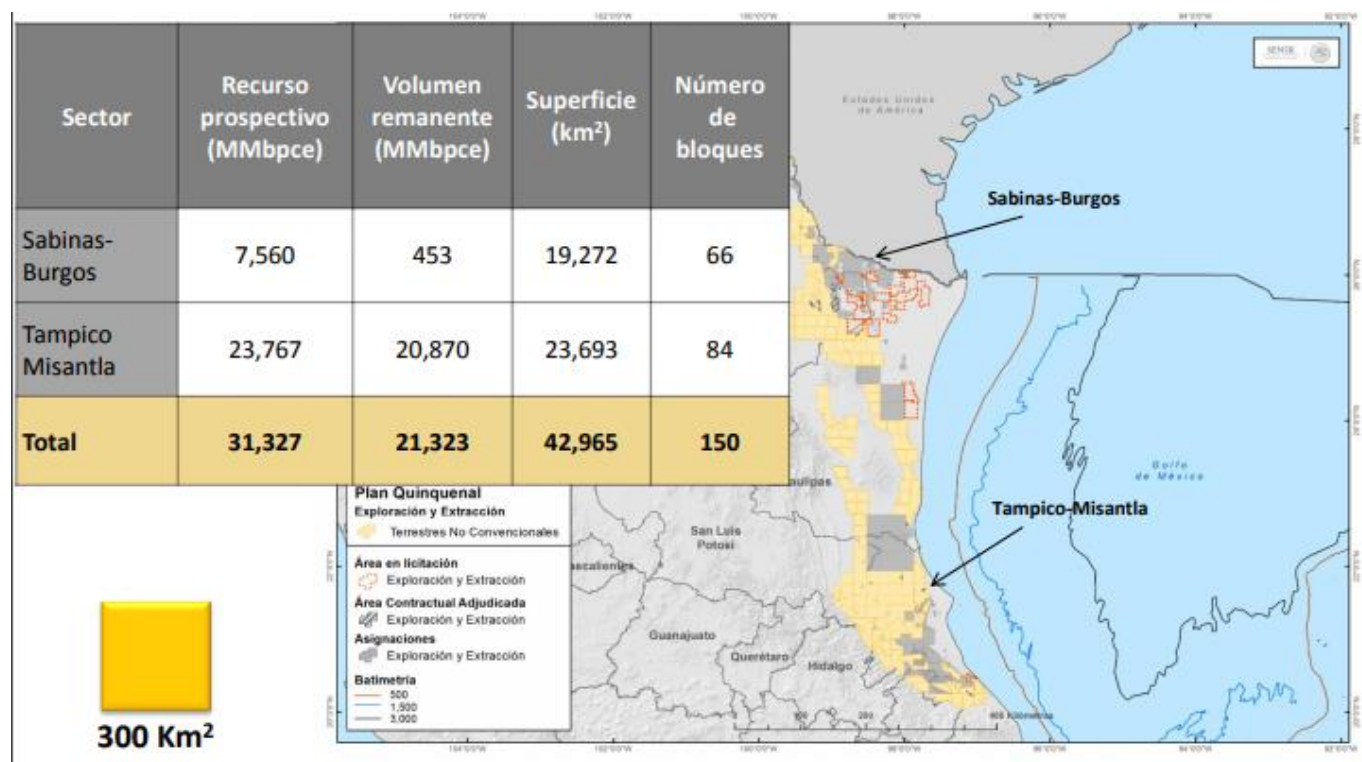 Sector
Recurso
prospectivo
(MMbpce)
Volumen
remanente
(MMbpce)
Superficie
(km²)
Número
de
bloques
Sabinas-
Burgos
7,560
453
19,272
66
Tampico
Misantla
23,767
20,870
23,693
84
Total
31,327
21,323
42,965
150
SENER
Estados Unidos
de América
Sabinas-Burgos
Golfo
de México
Tampico-Misantla
San Luis
Potosí
Guanajuato
Querétaro
Hidalgo
Plan Quinquenal
Exploración y Extracción
Terrestres No Convencionales
Área en licitación
Exploración y Extracción
Área Contractual Adjudicada
Exploración y Extracción
Asignaciones
Exploración y Extracción
Batimetría
500
1,500
3,000
300 Km²